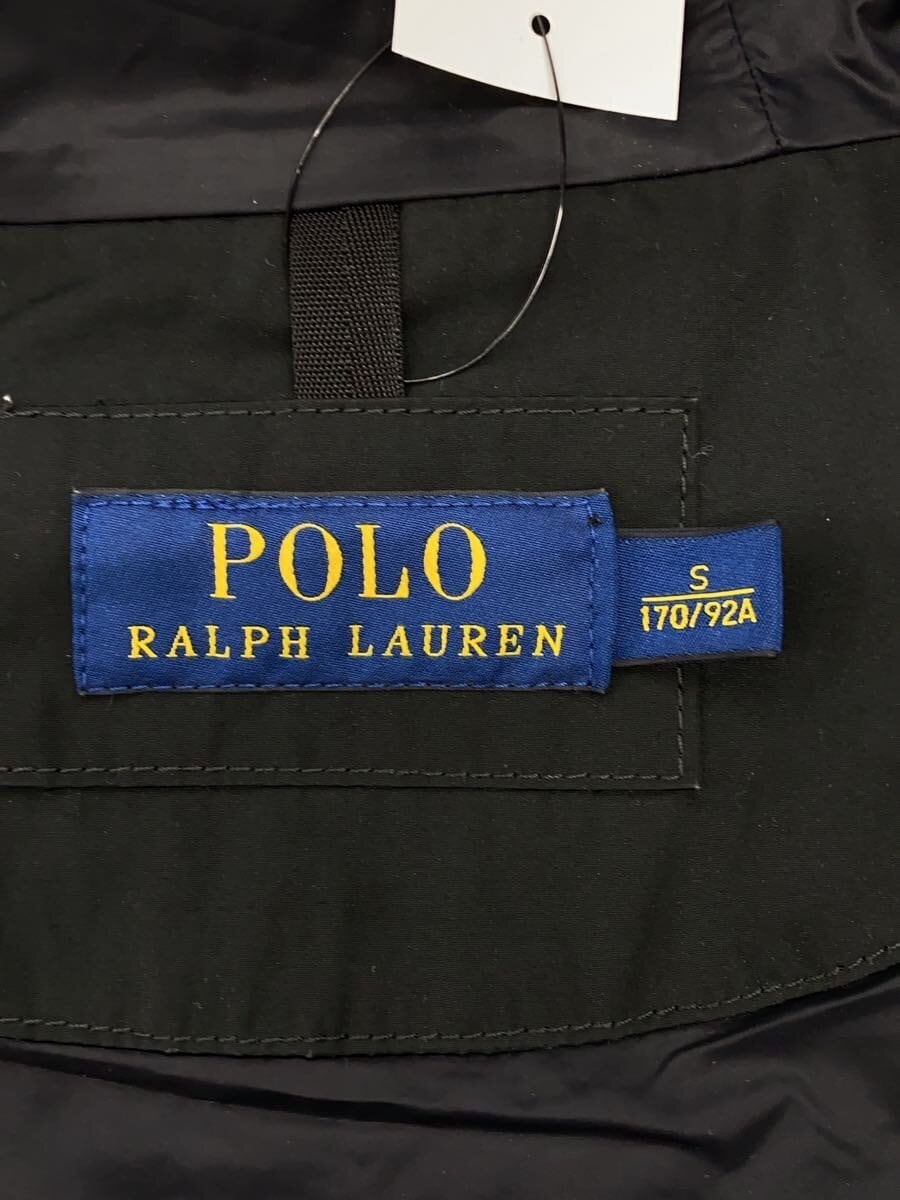 POLO
RALPH LAUREN
S
170/92A